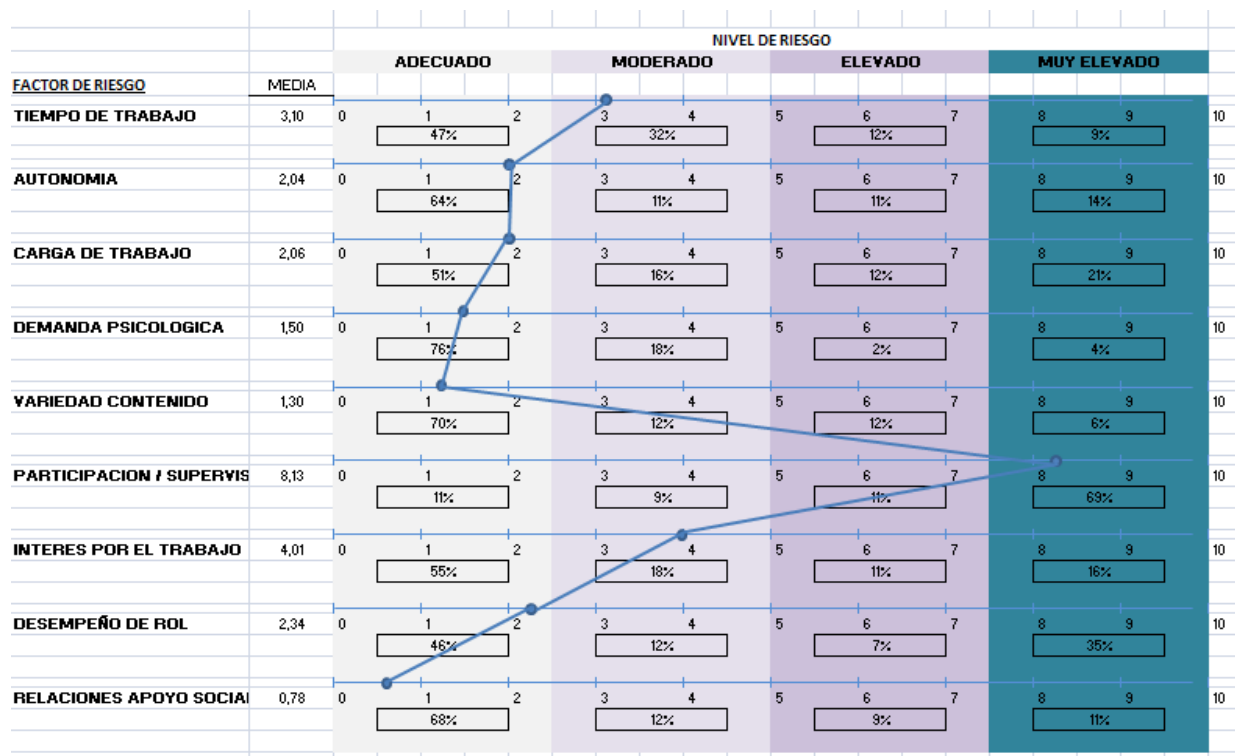 NIVEL DE RIESGO
ADECUADO MODERADO ELEVADO MUY ELEVADO
FACTOR DE RIESGO MEDIA
TIEMPO DE TRABAJO 3,10 0 1 2 3 4 5 6 7 8 9 10
47% 32% 12% 9%
AUTONOMIA 2,04 0 1 2 3 4 5 6 7 8 9 10
64% 11% 11% 14%
CARGA DE TRABAJO 2,06 0 1 2 3 4 5 6 7 8 9 10
51% 16% 12% 21%
DEMANDA PSICOLOGICA 1,50 0 1 2 3 4 5 6 7 8 9 10
76% 18% 2% 4%
VARIEDAD CONTENIDO 1,30 0 1 2 3 4 5 6 7 8 9 10
70% 12% 12% 6%
PARTICIPACION / SUPERVIS 8,13 0 1 2 3 4 5 6 7 8 9 10
11% 9% 11% 69%
INTERES POR EL TRABAJO 4,01 0 1 2 3 4 5 6 7 8 9 10
55% 18% 11% 16%
DESEMPEÑO DE ROL 2,34 0 1 2 3 4 5 6 7 8 9 10
46% 12% 7% 35%
RELACIONES APOYO SOCIAL 0,78 0 1 2 3 4 5 6 7 8 9 10
68% 12% 9% 11%